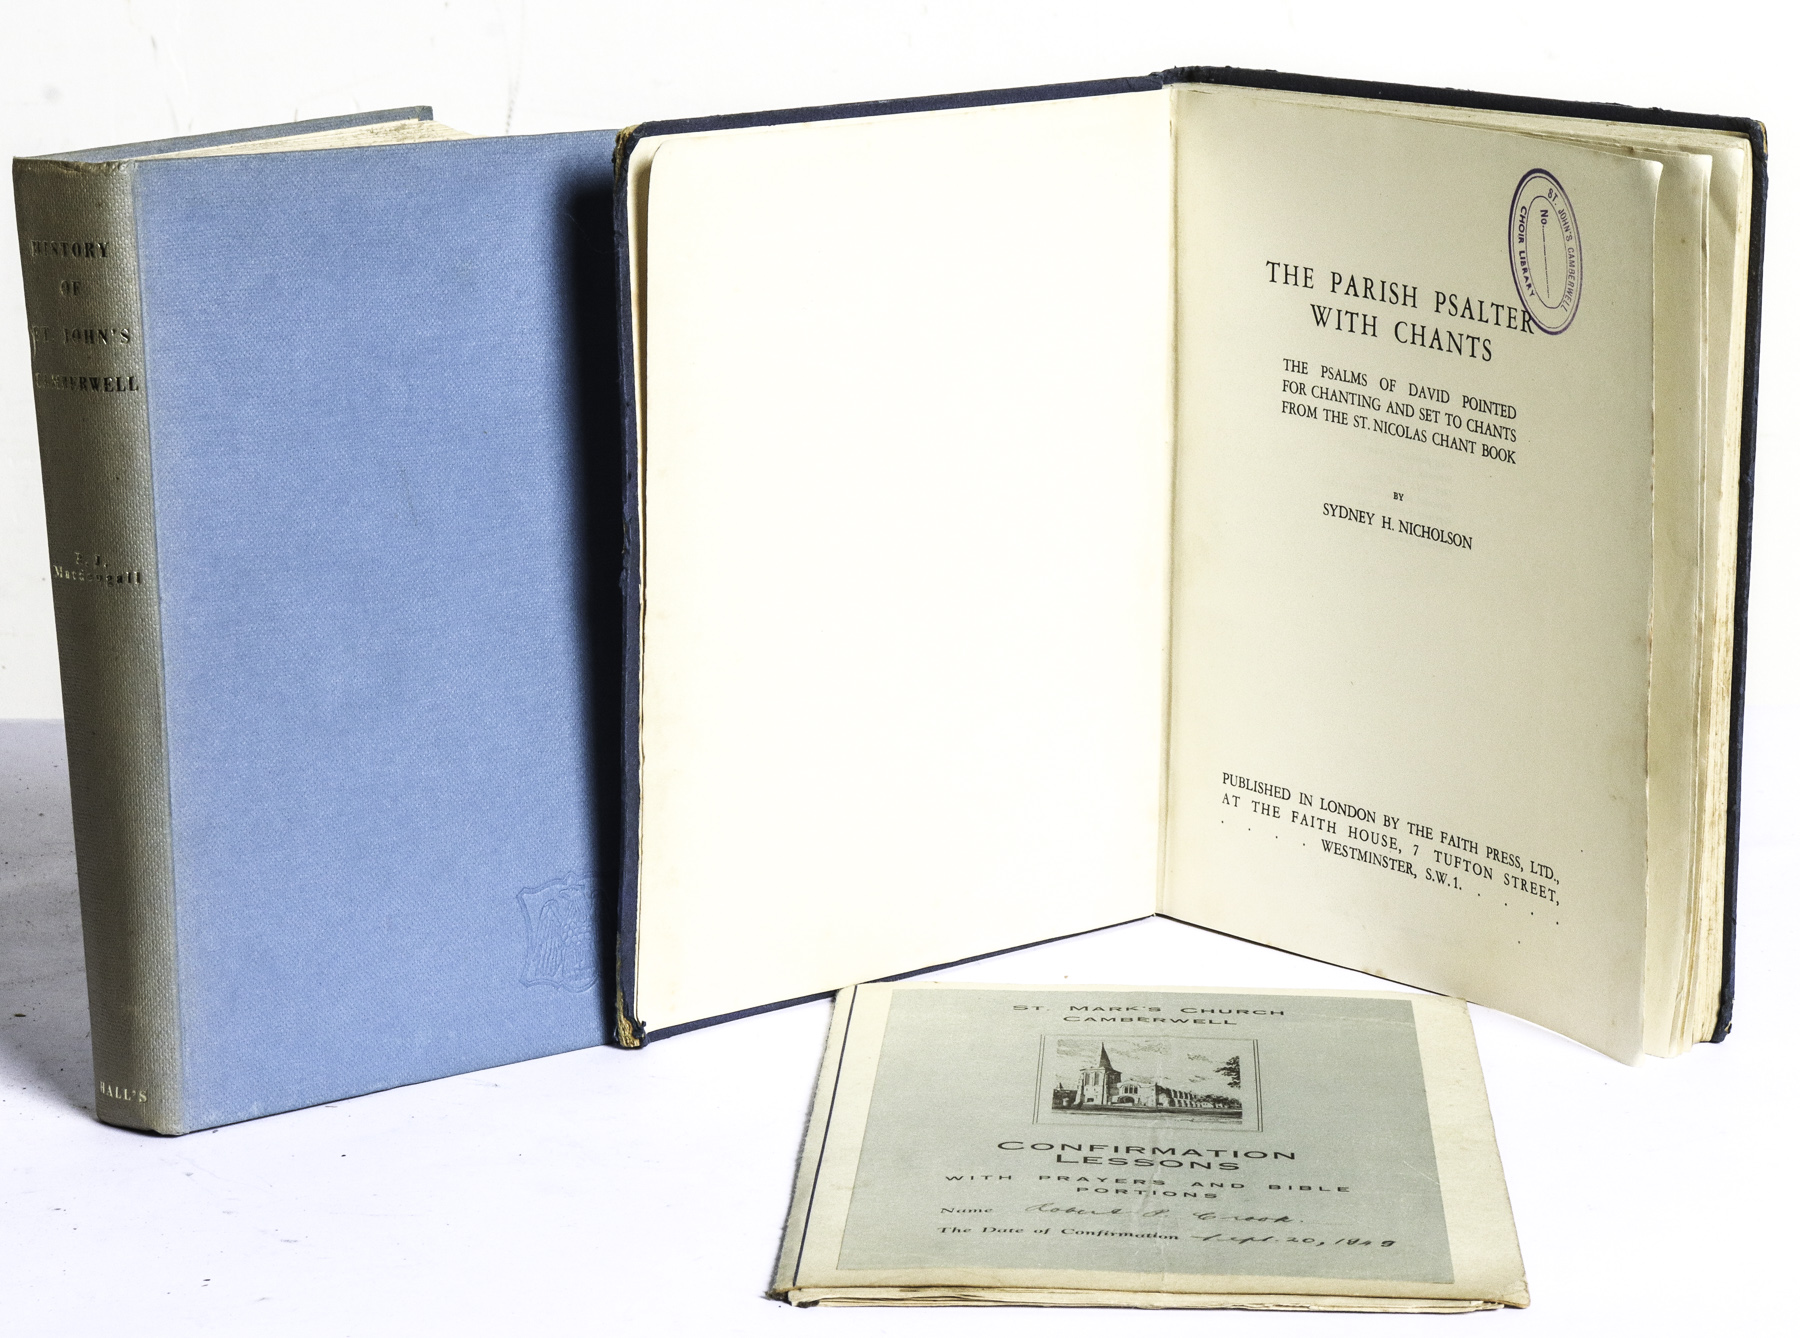 HISTORY
OF
ST. JOHN'S
CAMBERWELL
Macdougall
HALL'S
ST. JOHN'S CAMBERWELL
No.
CHOIR LIBRARY
THE PARISH PSALTER
WITH CHANTS
THE PSALMS OF DAVID POINTED
FOR CHANTING AND SET TO CHANTS
FROM THE ST. NICOLAS CHANT BOOK
BY
SYDNEY H. NICHOLSON
PUBLISHED IN LONDON BY THE FAITH PRESS, LTD.,
AT THE FAITH HOUSE, 7 TUFTON STREET,
. . . . WESTMINSTER, S.W.1. . . . .
ST. MARK'S CHURCH
CAMBERWELL
CONFIRMATION
LESSONS
WITH PRAYERS AND BIBLE
PORTIONS
Name Robert Crook.
The Date of Confirmation Sept. 20, 1949